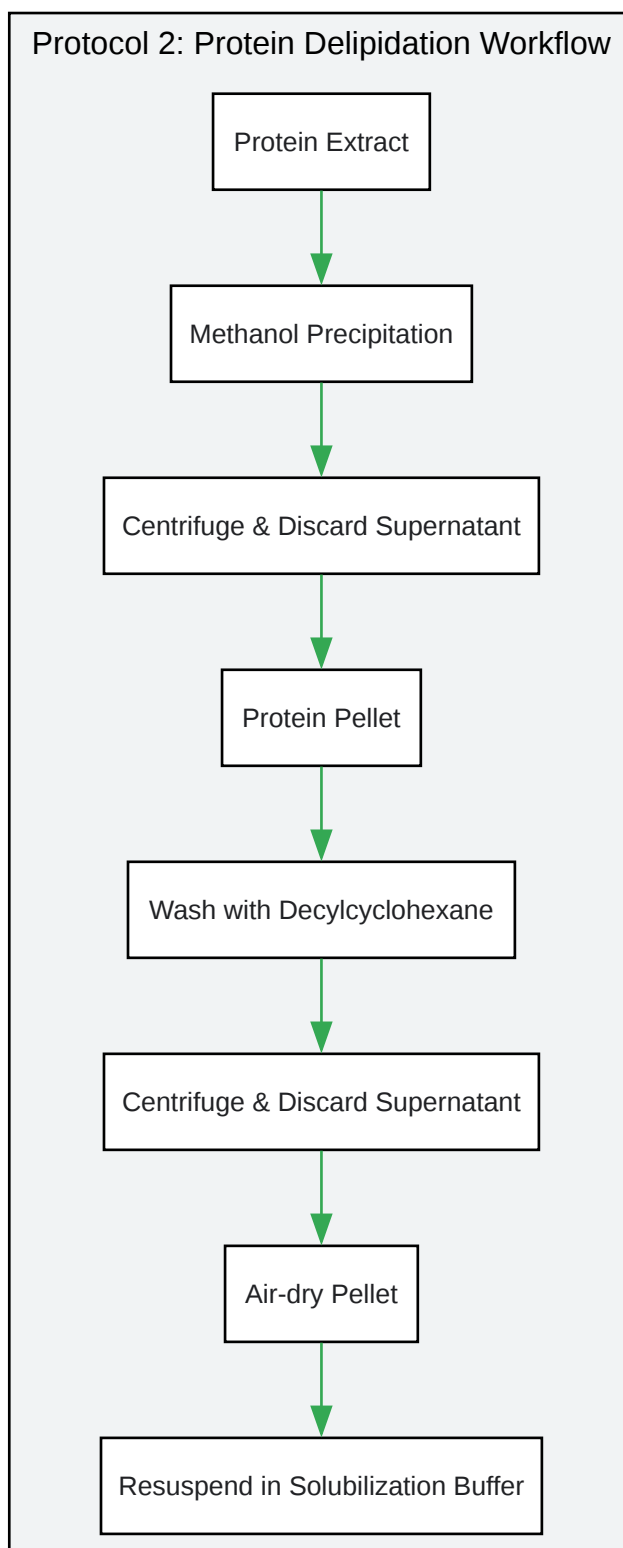 Protocol 2: Protein Delipidation Workflow
Protein Extract
Methanol Precipitation
Centrifuge & Discard Supernatant
Protein Pellet
Wash with Decylcyclohexane
Centrifuge & Discard Supernatant
Air-dry Pellet
Resuspend in Solubilization Buffer